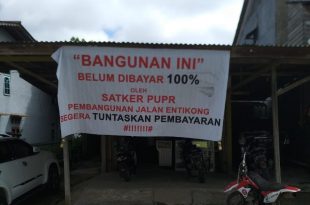 "BANGUNAN INI"
BELUM DIBAYAR 100%
OLEH
SATKER PUPR
PEMBANGUNAN JALAN ENTIKONG
SEGERA TUNTASKAN PEMBAYARAN
#!!!!!!!#